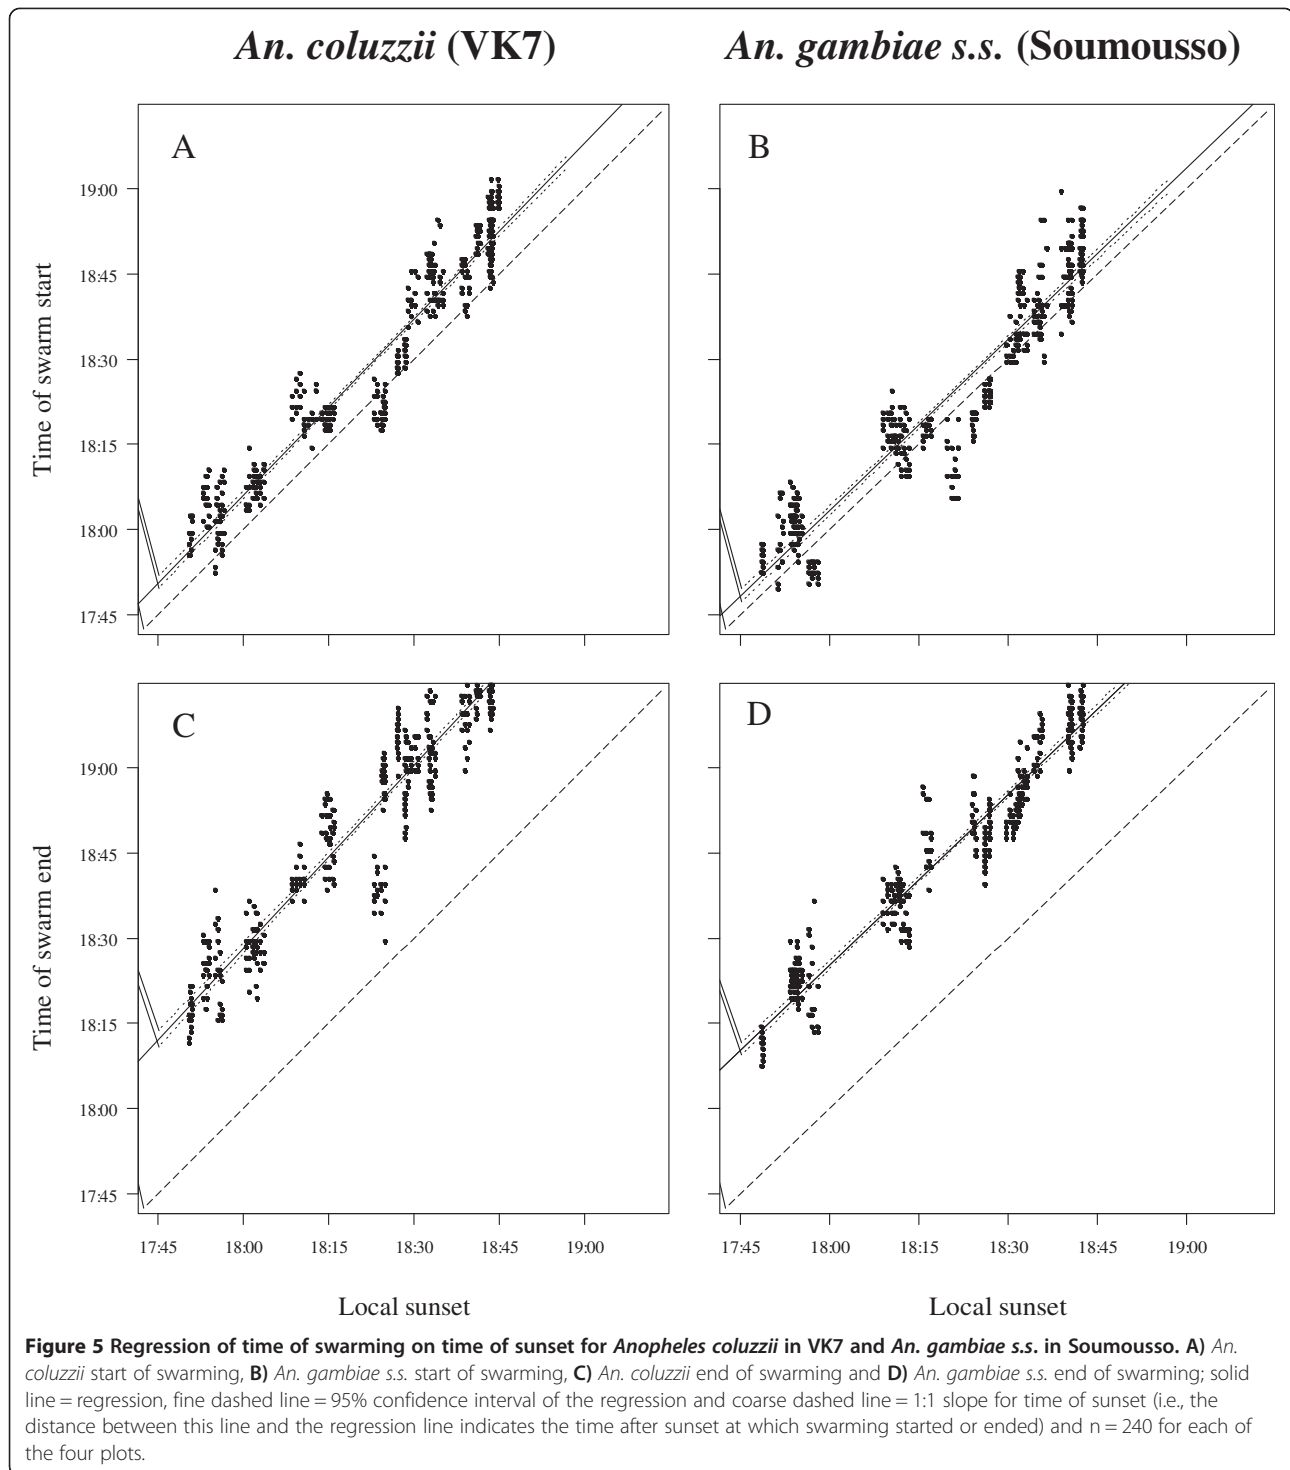 An. coluzzii (VK7)
An. gambiae s.s. (Soumousso)
A
B
Time of swarm start
19:00
18:45
18:30
18:15
18:00
17:45
C
D
Time of swarm end
19:00
18:45
18:30
18:15
18:00
17:45
17:45 18:00 18:15 18:30 18:45 19:00
17:45 18:00 18:15 18:30 18:45 19:00
Local sunset
Local sunset
Figure 5 Regression of time of swarming on time of sunset for Anopheles coluzzii in VK7 and An. gambiae s.s. in Soumousso. A) An.
coluzzii start of swarming, B) An. gambiae s.s. start of swarming, C) An. coluzzii end of swarming and D) An. gambiae s.s. end of swarming; solid
line = regression, fine dashed line = 95% confidence interval of the regression and coarse dashed line = 1:1 slope for time of sunset (i.e., the
distance between this line and the regression line indicates the time after sunset at which swarming started or ended) and n = 240 for each of
the four plots.